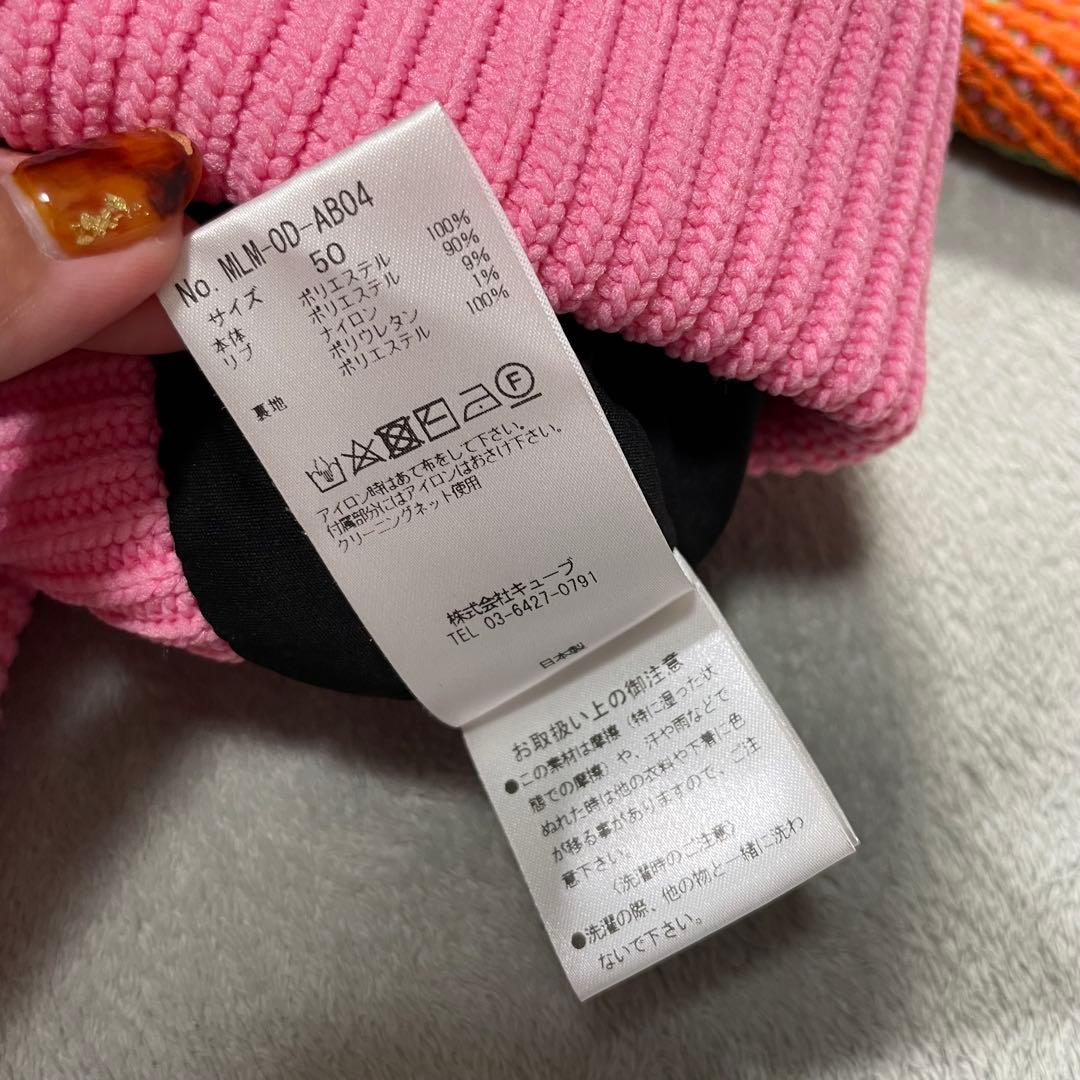 No. MLM-OD-AB04
サイズ 50
本体 ポリエステル 100%
リブ ポリエステル 90%
ナイロン 9%
ポリウレタン 1%
裏地 ポリエステル 100%
F
アイロン時はあて布をして下さい。
付属部分にはアイロンはおさけ下さい。
クリーニングネット使用
株式会社キューブ
TEL 03-6427-0791
日本製
お取扱い上の御注意
●この素材は摩擦(特に湿った状
態での摩擦)や、汗や雨などで
ぬれた時は他の衣料や下着に色
が移る事がありますので、ご注
意下さい。
(洗濯時のご注意)
●洗濯の際、他の物と一緒に洗わ
ないで下さい。